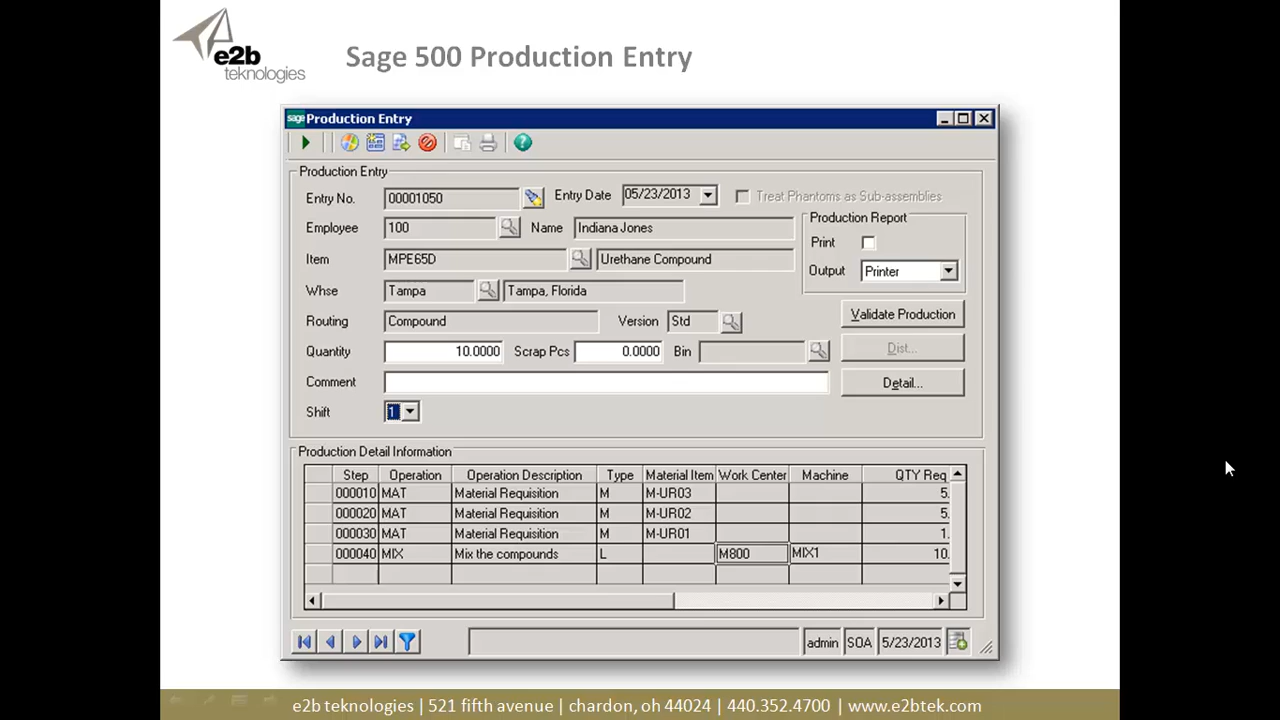 e2b
teknologies
Sage 500 Production Entry
sage Production Entry
Production Entry
Entry No. 00001050 Entry Date 05/23/2013 Treat Phantoms as Sub-assemblies
Employee 100 Name Indiana Jones
Production Report
Print
Item MPE65D Urethane Compound
Output Printer
Whse Tampa Tampa, Florida
Routing Compound Version Std
Validate Production
Quantity 10.0000 Scrap Pcs 0.0000 Bin
Dist...
Comment
Detail...
Shift 1
Production Detail Information
Step Operation Operation Description Type Material Item Work Center Machine QTY Req
000010 MAT Material Requisition M M-UR03 5.
000020 MAT Material Requisition M M-UR02 5.
000030 MAT Material Requisition M M-UR01 1.
000040 MIX Mix the compounds L M800 MIX1 10.
admin SOA 5/23/2013
e2b teknologies | 521 fifth avenue | chardon, oh 44024 | 440.352.4700 | www.e2btek.com